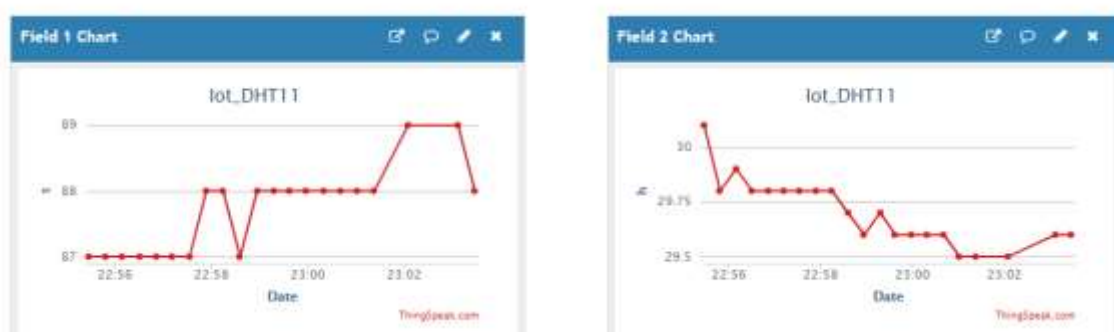 Field 1 Chart
Iot_DHT11
89
88
87
22:56 22:58 23:00 23:02
Date
ThingSpeak.com
Field 2 Chart
Iot_DHT11
30
h
29.75
29.5
22:56 22:58 23:00 23:02
Date
ThingSpeak.com